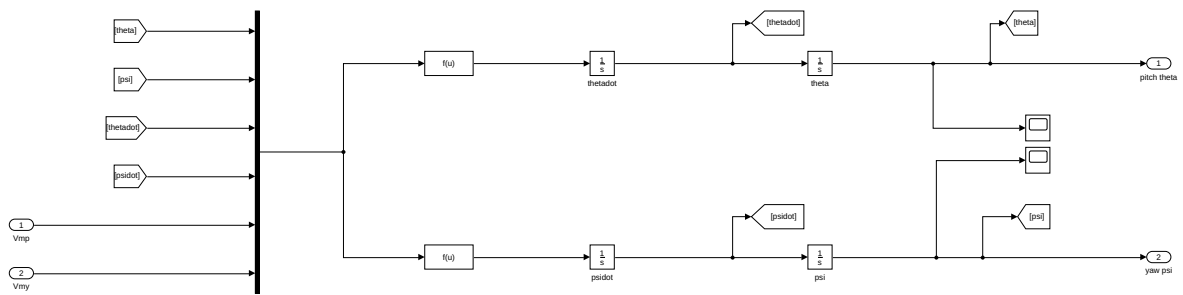 [theta]
[psi]
[thetadot]
[psidot]
1
Vmp
2
Vmy
f(u)
1
s
thetadot
[thetadot]
1
s
theta
[theta]
1
pitch theta
f(u)
1
s
psidot
[psidot]
1
s
psi
[psi]
2
yaw psi